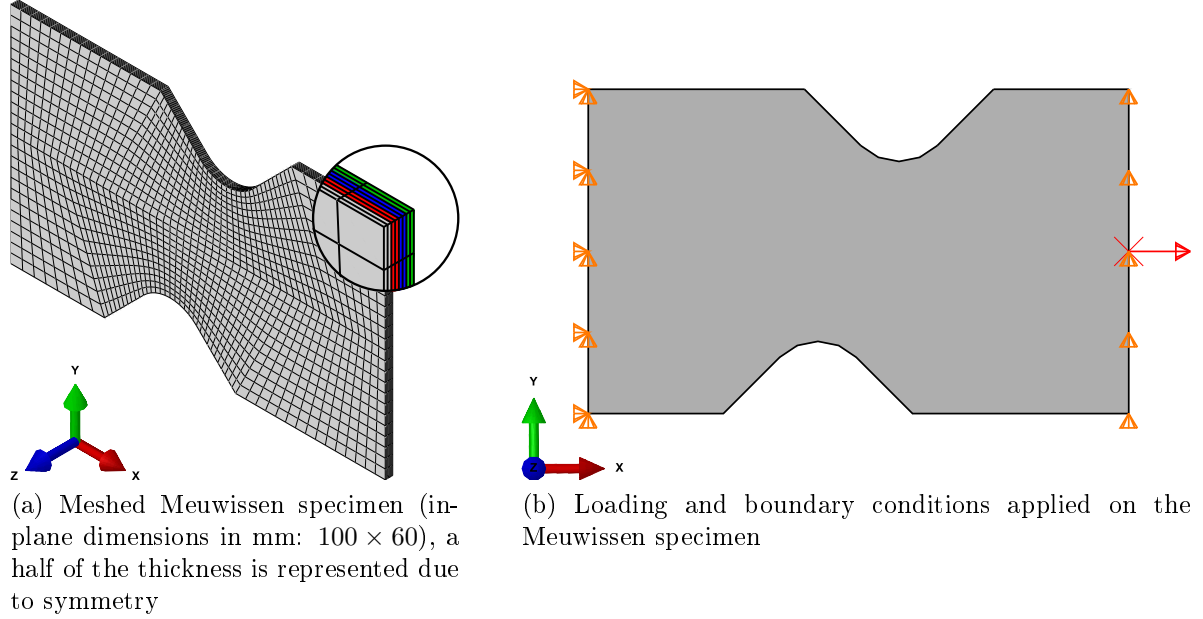 Y
Z
X
Y
Z
X
(a) Meshed Meuwissen specimen (in-
plane dimensions in mm: 100 × 60), a
half of the thickness is represented due
to symmetry
(b) Loading and boundary conditions applied on the
Meuwissen specimen